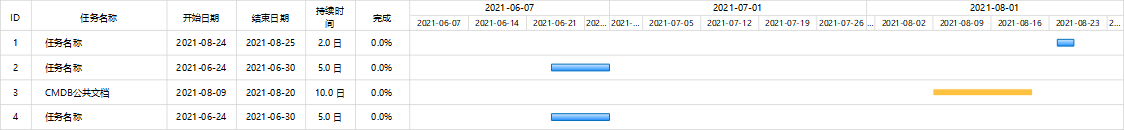 ID 任务名称 开始日期 结束日期 持续时间 完成 2021-06-07 2021-07-01 2021-08-01
2021-06-07 2021-06-14 2021-06-21 202... 2021-... 2021-07-05 2021-07-12 2021-07-19 2021-07-26 ... 2021-08-02 2021-08-09 2021-08-16 2021-08-23 2...
1 任务名称 2021-08-24 2021-08-25 2.0 日 0.0%
2 任务名称 2021-06-24 2021-06-30 5.0 日 0.0%
3 CMDB公共文档 2021-08-09 2021-08-20 10.0 日 0.0%
4 任务名称 2021-06-24 2021-06-30 5.0 日 0.0%